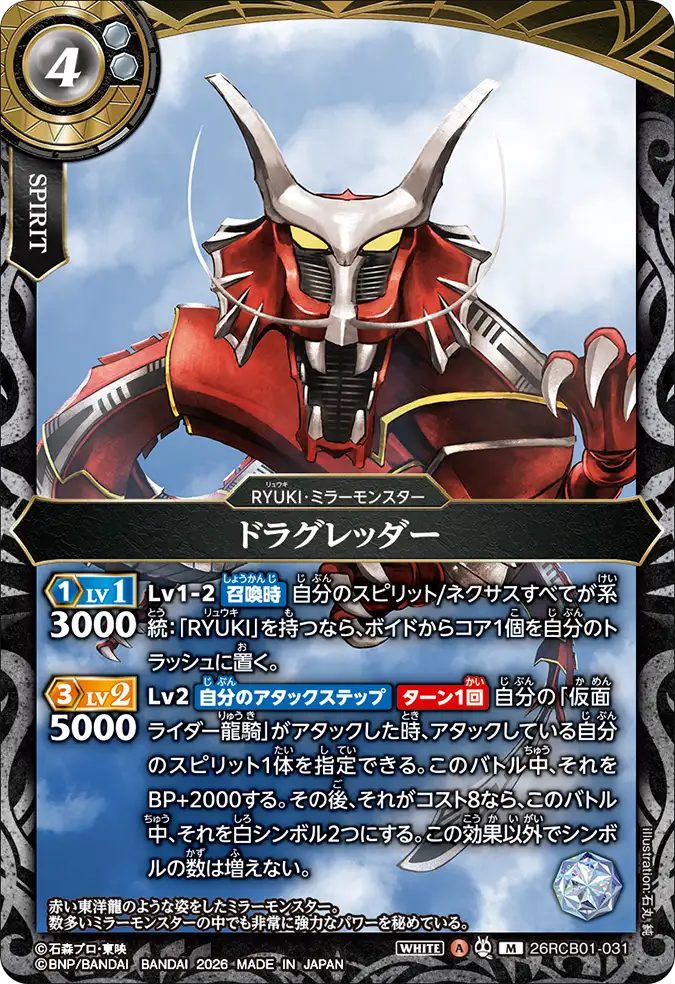 4
SPIRIT
リュウキ
RYUKI・ミラーモンスター
ドラグレッダー
1 LV1 3000
Lv1-2 召喚時 自分のスピリット/ネクサスすべてが系
統:「RYUKI」を持つなら、ボイドからコア1個を自分のト
ラッシュに置く。
3 LV2 5000
Lv2 自分のアタックステップ ターン1回 自分の「仮面
ライダー龍騎」がアタックした時、アタックしている自分
のスピリット1体を指定できる。このバトル中、それを
BP+2000する。その後、それがコスト8なら、このバトル
中、それを白シンボル2つにする。この効果以外でシンボ
ルの数は増えない。
赤い東洋龍のような姿をしたミラーモンスター。
数多いミラーモンスターの中でも非常に強力なパワーを秘めている。
illustration:石丸 純
©石森プロ・東映
©BNP/BANDAI BANDAI 2026 MADE IN JAPAN
WHITE A M 26RCB01-031